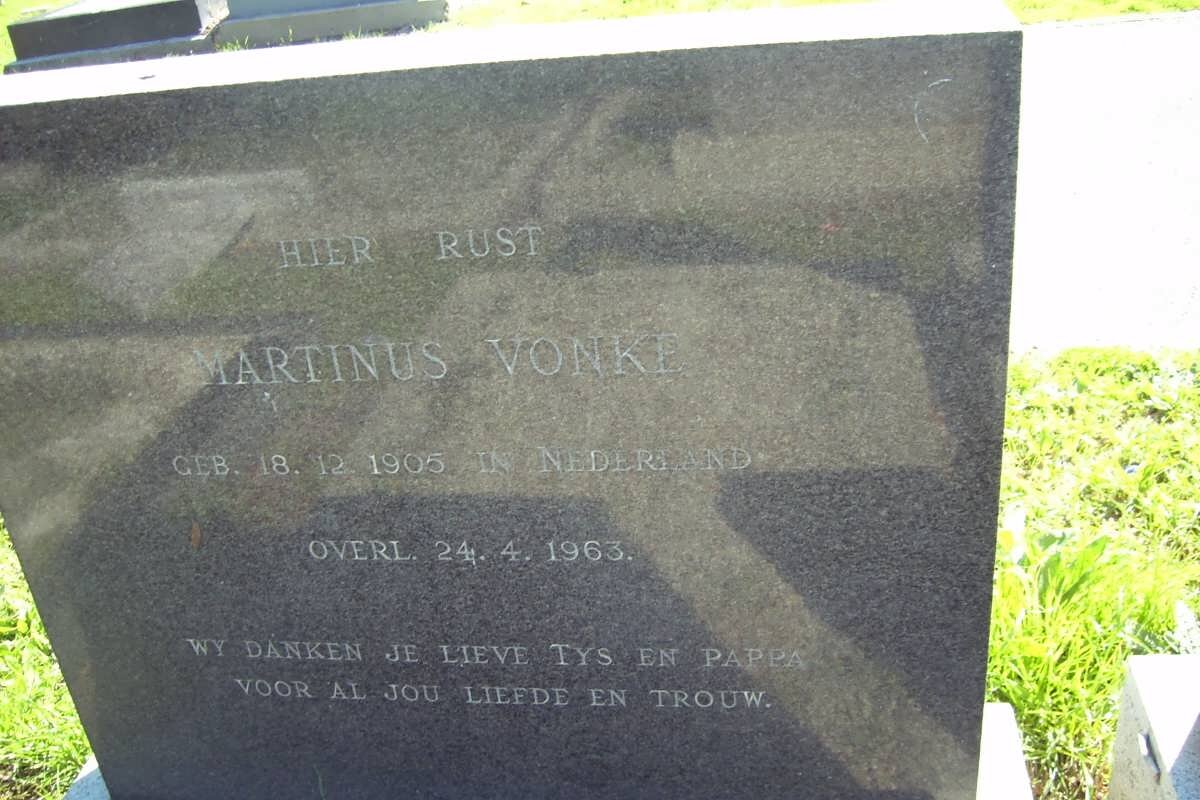 HIER RUST
MARTINUS VONKE
GEB. 18. 12 1905 IN NEDERLAND
OVERL. 24. 4. 1963.
WY DANKEN JE LIEVE TYS EN PAPPA
VOOR AL JOU LIEFDE EN TROUW.